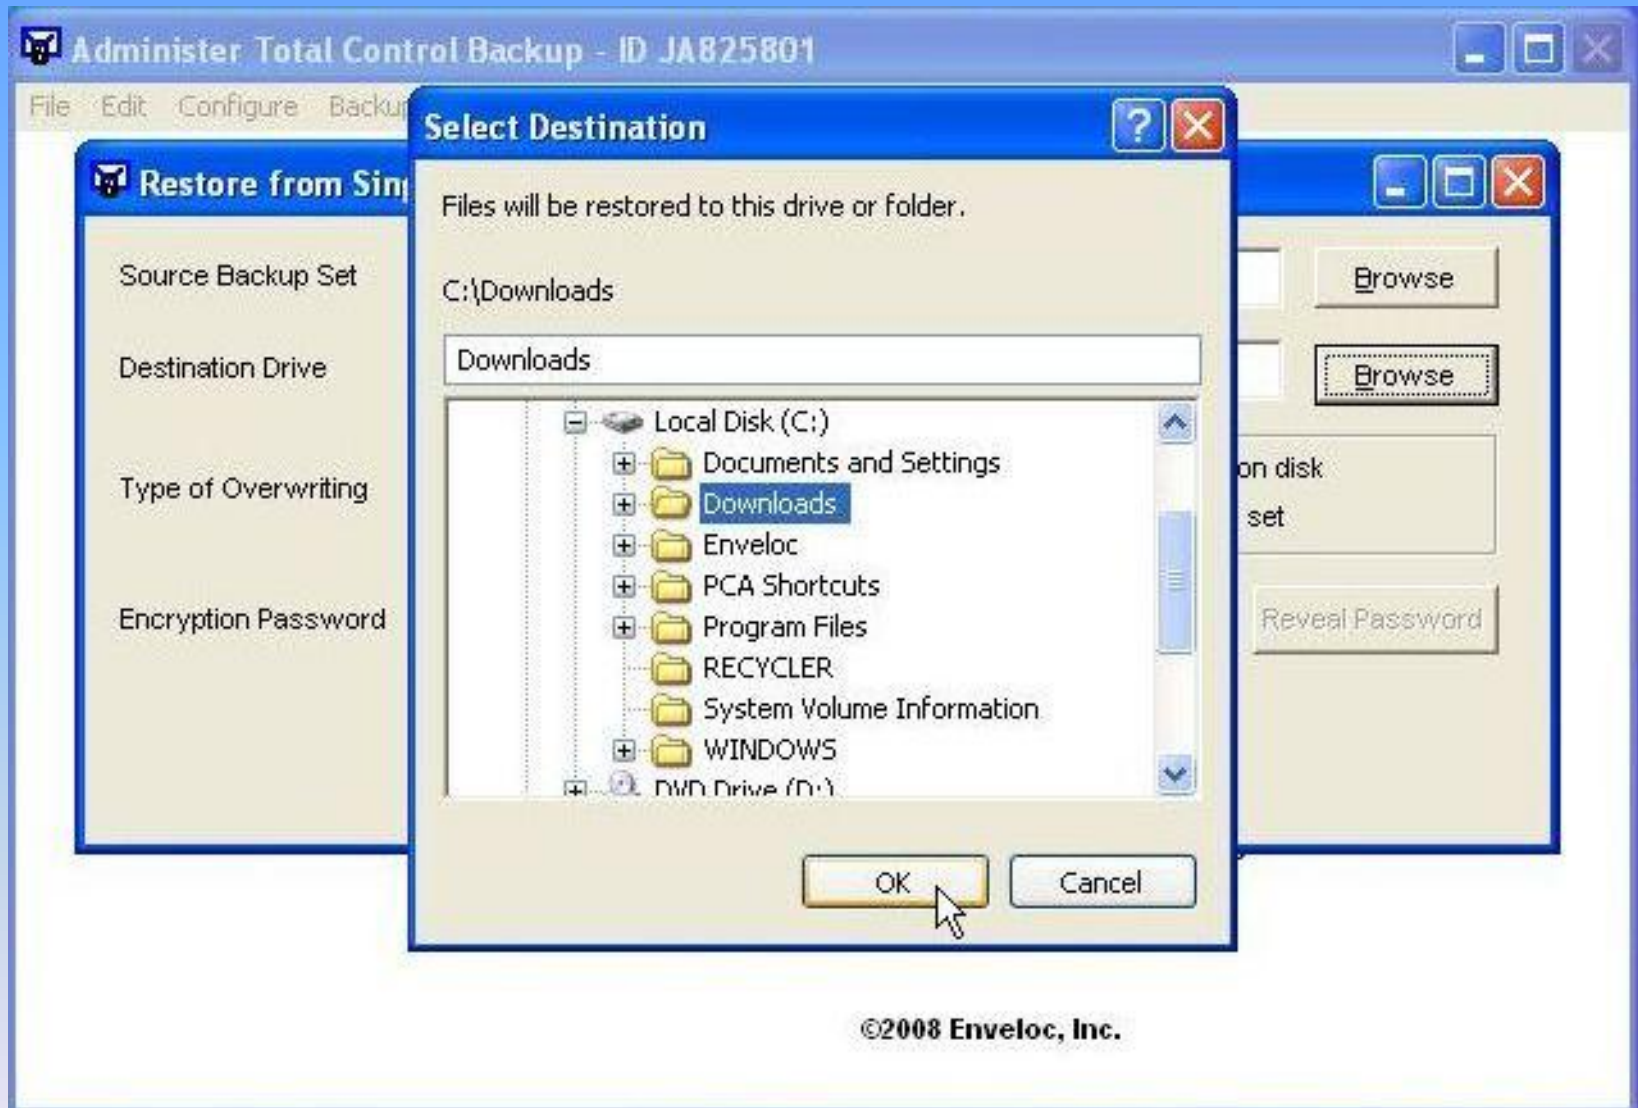 Administer Total Control Backup - ID JA825801
File Edit Configure Backup
Select Destination
Restore from Sin
Files will be restored to this drive or folder.
Source Backup Set
Browse
C:\Downloads
Destination Drive
Downloads
Browse
Local Disk (C:)
Documents and Settings
on disk
Type of Overwriting
Downloads
set
Enveloc
PCA Shortcuts
Encryption Password
Program Files
Reveal Password
RECYCLER
System Volume Information
WINDOWS
DVD Drive (D:)
OK
Cancel
©2008 Enveloc, Inc.